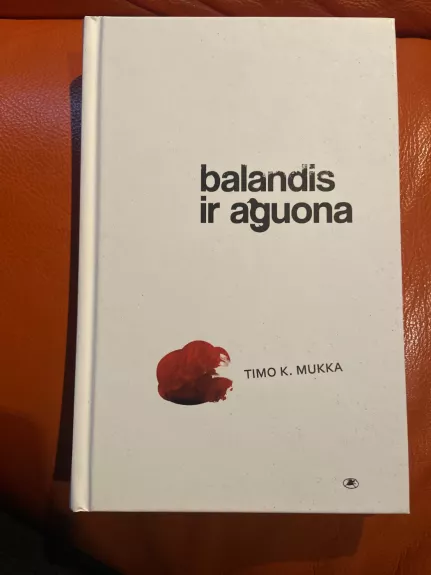 balandis
ir aguona
TIMO K. MUKKA